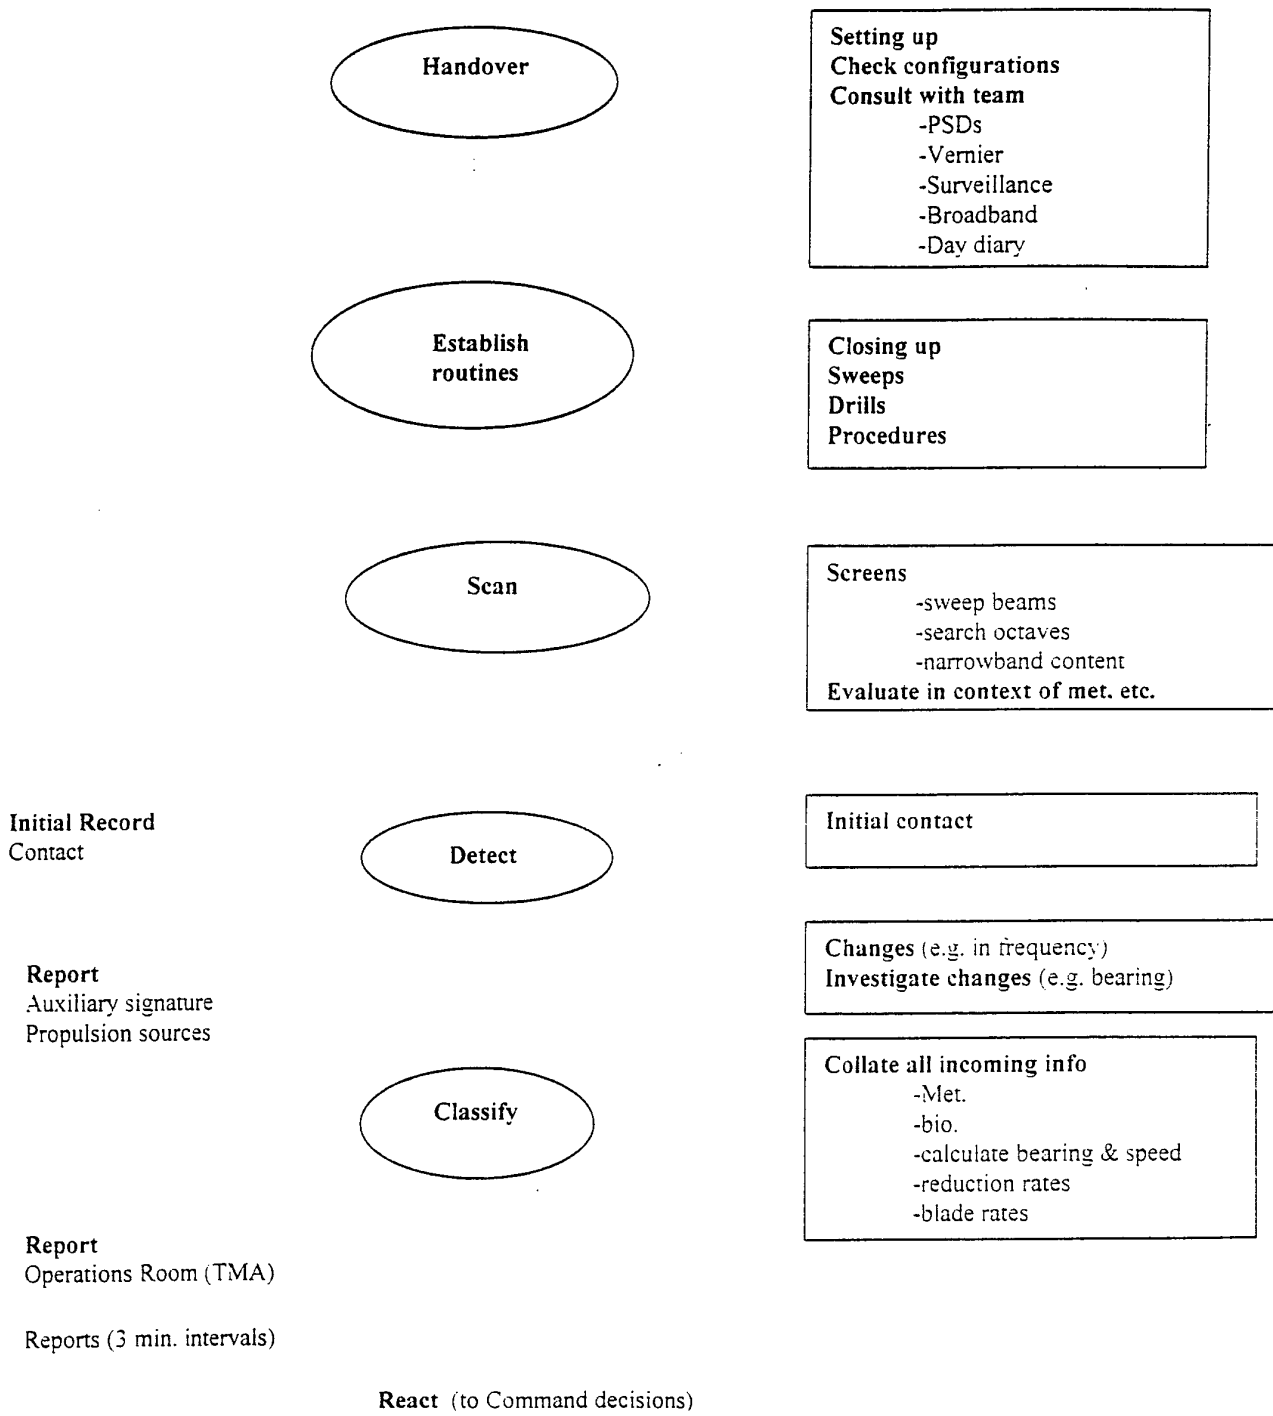 Handover
Setting up
Check configurations
Consult with team
-PSDs
-Vernier
-Surveillance
-Broadband
-Day diary
Establish
routines
Closing up
Sweeps
Drills
Procedures
Scan
Screens
-sweep beams
-search octaves
-narrowband content
Evaluate in context of met. etc.
Initial Record
Contact
Detect
Initial contact
Changes (e.g. in frequency)
Investigate changes (e.g. bearing)
Report
Auxiliary signature
Propulsion sources
Classify
Collate all incoming info
-Met.
-bio.
-calculate bearing & speed
-reduction rates
-blade rates
Report
Operations Room (TMA)
Reports (3 min. intervals)
React (to Command decisions)